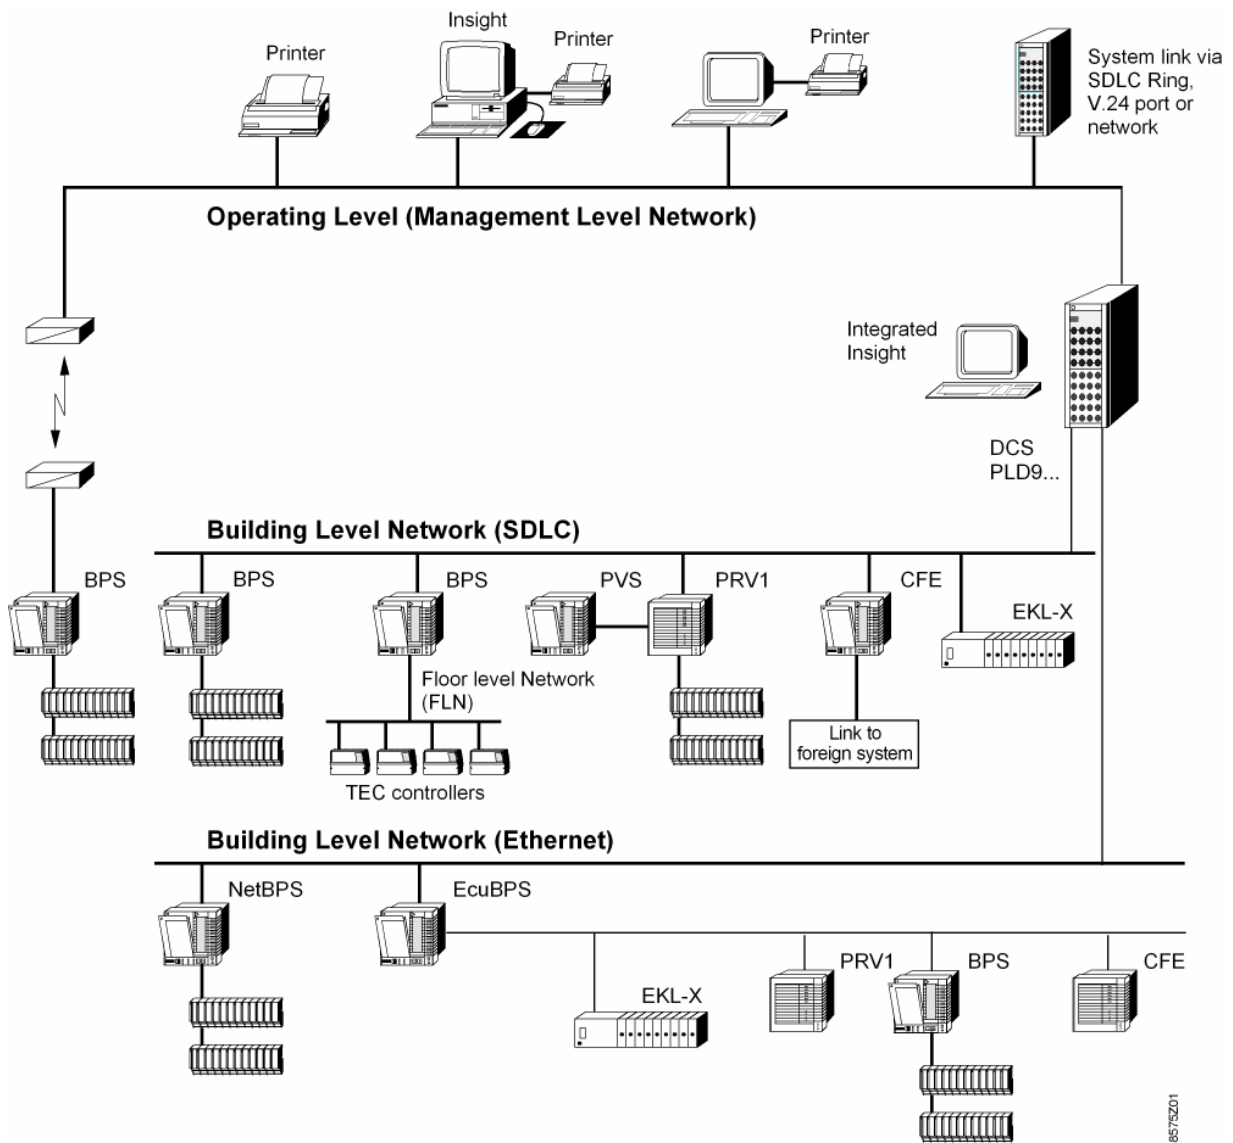 Insight
Printer
Printer
Printer
System link via
SDLC Ring,
V.24 port or
network
Operating Level (Management Level Network)
Integrated
Insight
DCS
PLD9...
Building Level Network (SDLC)
BPS
BPS
BPS
PVS
PRV1
CFE
EKL-X
Floor level Network
(FLN)
Link to
foreign system
TEC controllers
Building Level Network (Ethernet)
NetBPS
EcuBPS
PRV1
BPS
CFE
EKL-X
8575Z01